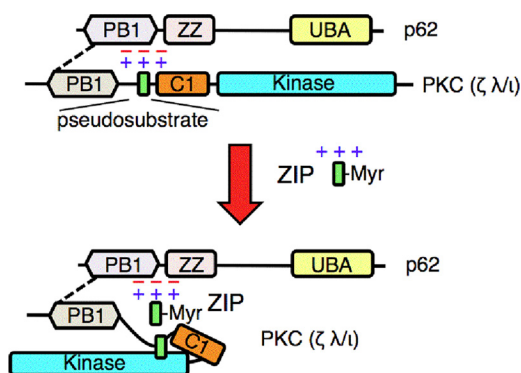 PB1 ZZ UBA p62
− − −
+ + +
PB1 C1 Kinase PKC (ζ λ/ι)
pseudosubstrate
+ + +
ZIP -Myr
PB1 ZZ UBA p62
− − −
+ + +
PB1 -Myr ZIP
C1 PKC (ζ λ/ι)
Kinase